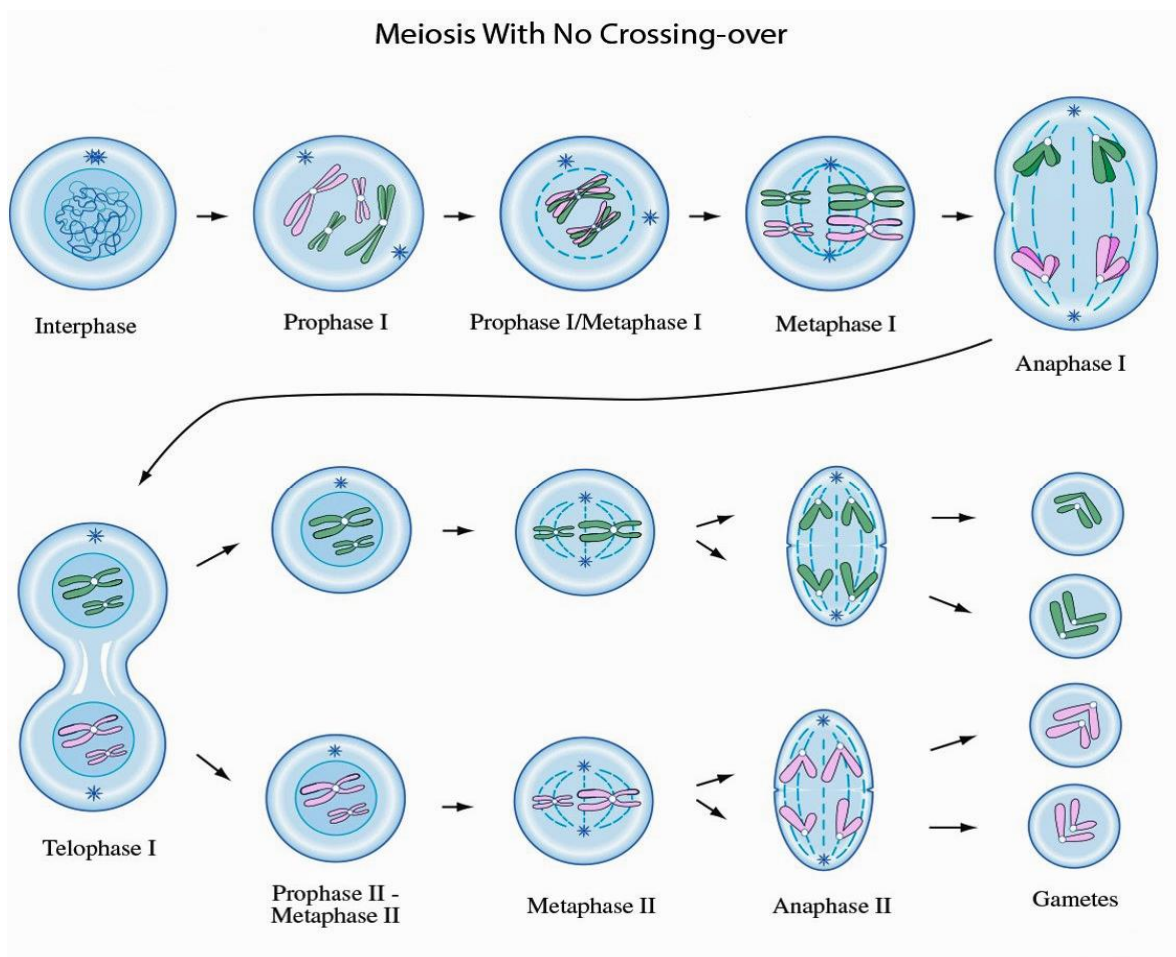 Meiosis With No Crossing-over
Interphase
Prophase I
Prophase I/Metaphase I
Metaphase I
Anaphase I
Telophase I
Prophase II -
Metaphase II
Metaphase II
Anaphase II
Gametes